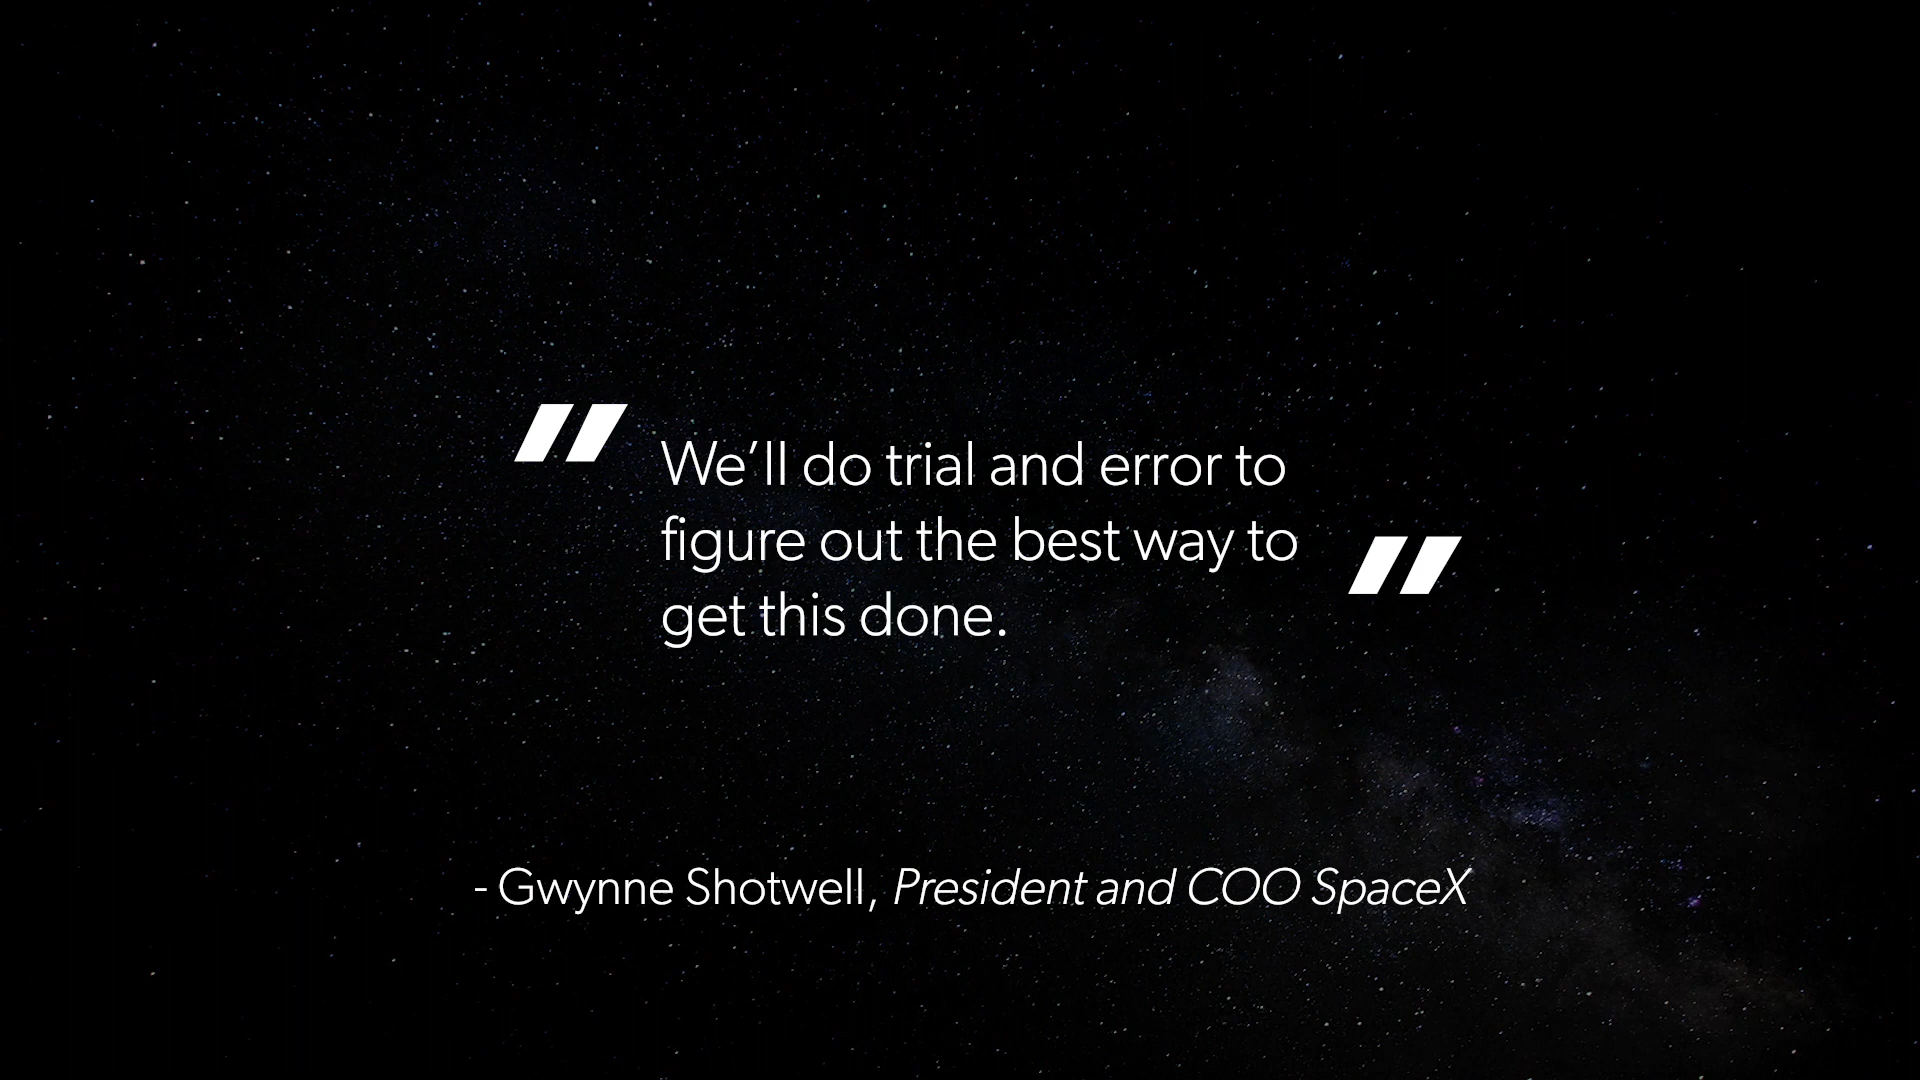 "We’ll do trial and error to
figure out the best way to
get this done."
- Gwynne Shotwell, President and COO SpaceX